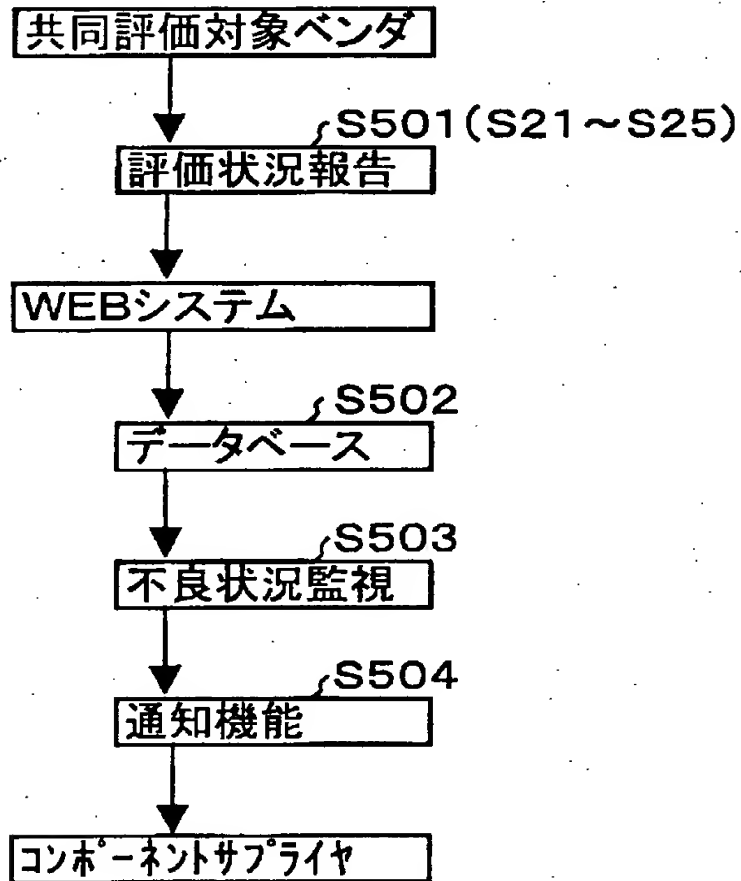 共同評価対象ベンダ
S501(S21～S25)
評価状況報告
WEBシステム
S502
データベース
S503
不良状況監視
S504
通知機能
コンポーネントサプライヤ